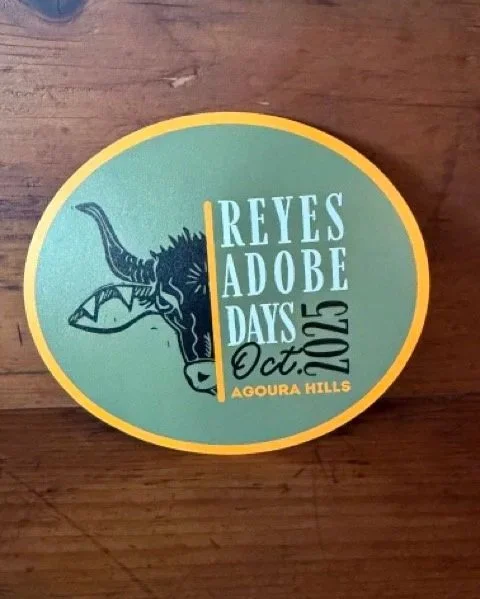 REYES
ADOBE
DAYS
Oct. 2025
AGOURA HILLS